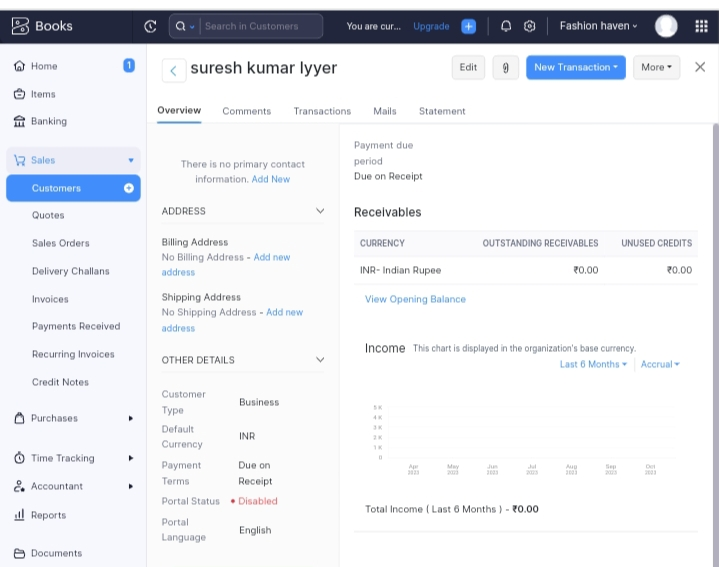 Books
Search in Customers
You are cur... Upgrade
Fashion haven
Home 1
Items
Banking
Sales
Customers
Quotes
Sales Orders
Delivery Challans
Invoices
Payments Received
Recurring Invoices
Credit Notes
Purchases
Time Tracking
Accountant
Reports
Documents
suresh kumar lyyer
Edit
New Transaction
More
Overview Comments Transactions Mails Statement
There is no primary contact
information. Add New
ADDRESS
Billing Address
No Billing Address - Add new
address
Shipping Address
No Shipping Address - Add new
address
OTHER DETAILS
Customer
Type
Business
Default
Currency
INR
Payment
Terms
Due on
Receipt
Portal Status • Disabled
Portal
Language
English
Payment due
period
Due on Receipt
Receivables
CURRENCY OUTSTANDING RECEIVABLES UNUSED CREDITS
INR- Indian Rupee ₹0.00 ₹0.00
View Opening Balance
Income This chart is displayed in the organization's base currency.
Last 6 Months Accrual
5 K
4 K
3 K
2 K
1 K
0
Apr May Jun Jul Aug Sep Oct
2023 2023 2023 2023 2023 2023 2023
Total Income ( Last 6 Months ) - ₹0.00